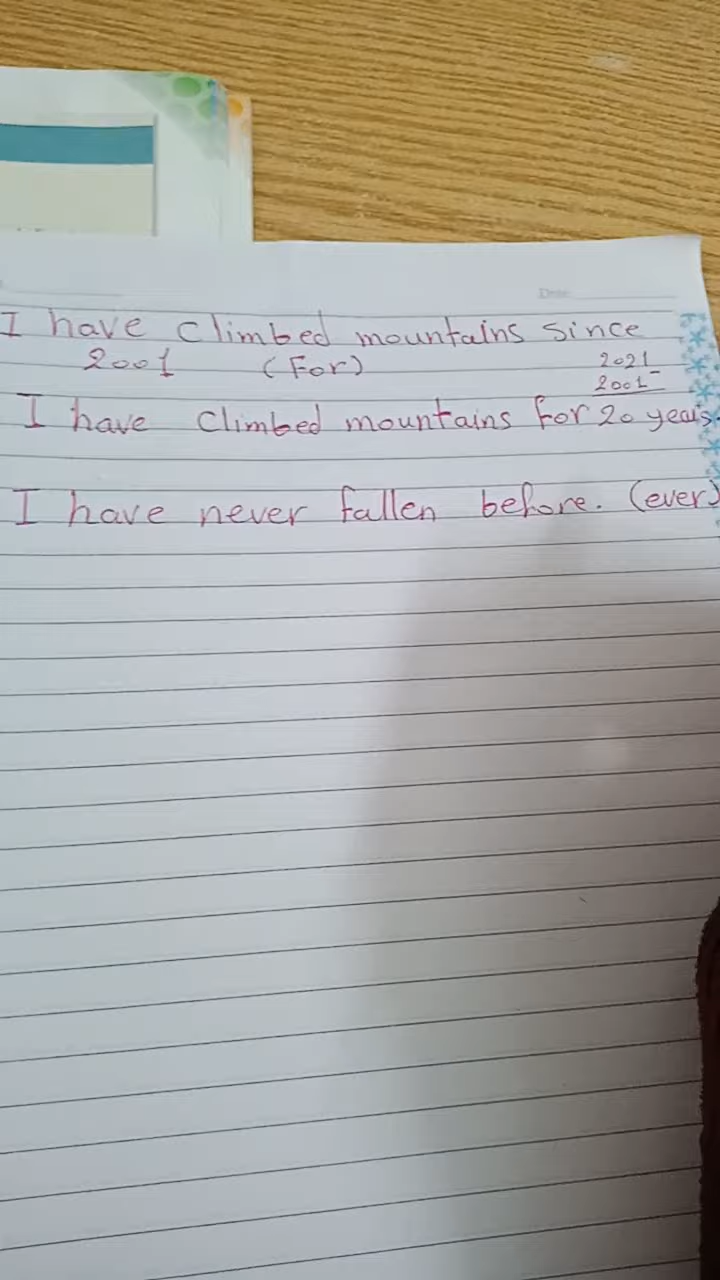 Date
I have climbed mountains since
2001 (For) 2021
2001 -
I have climbed mountains for 20 years.
I have never fallen before. (ever)